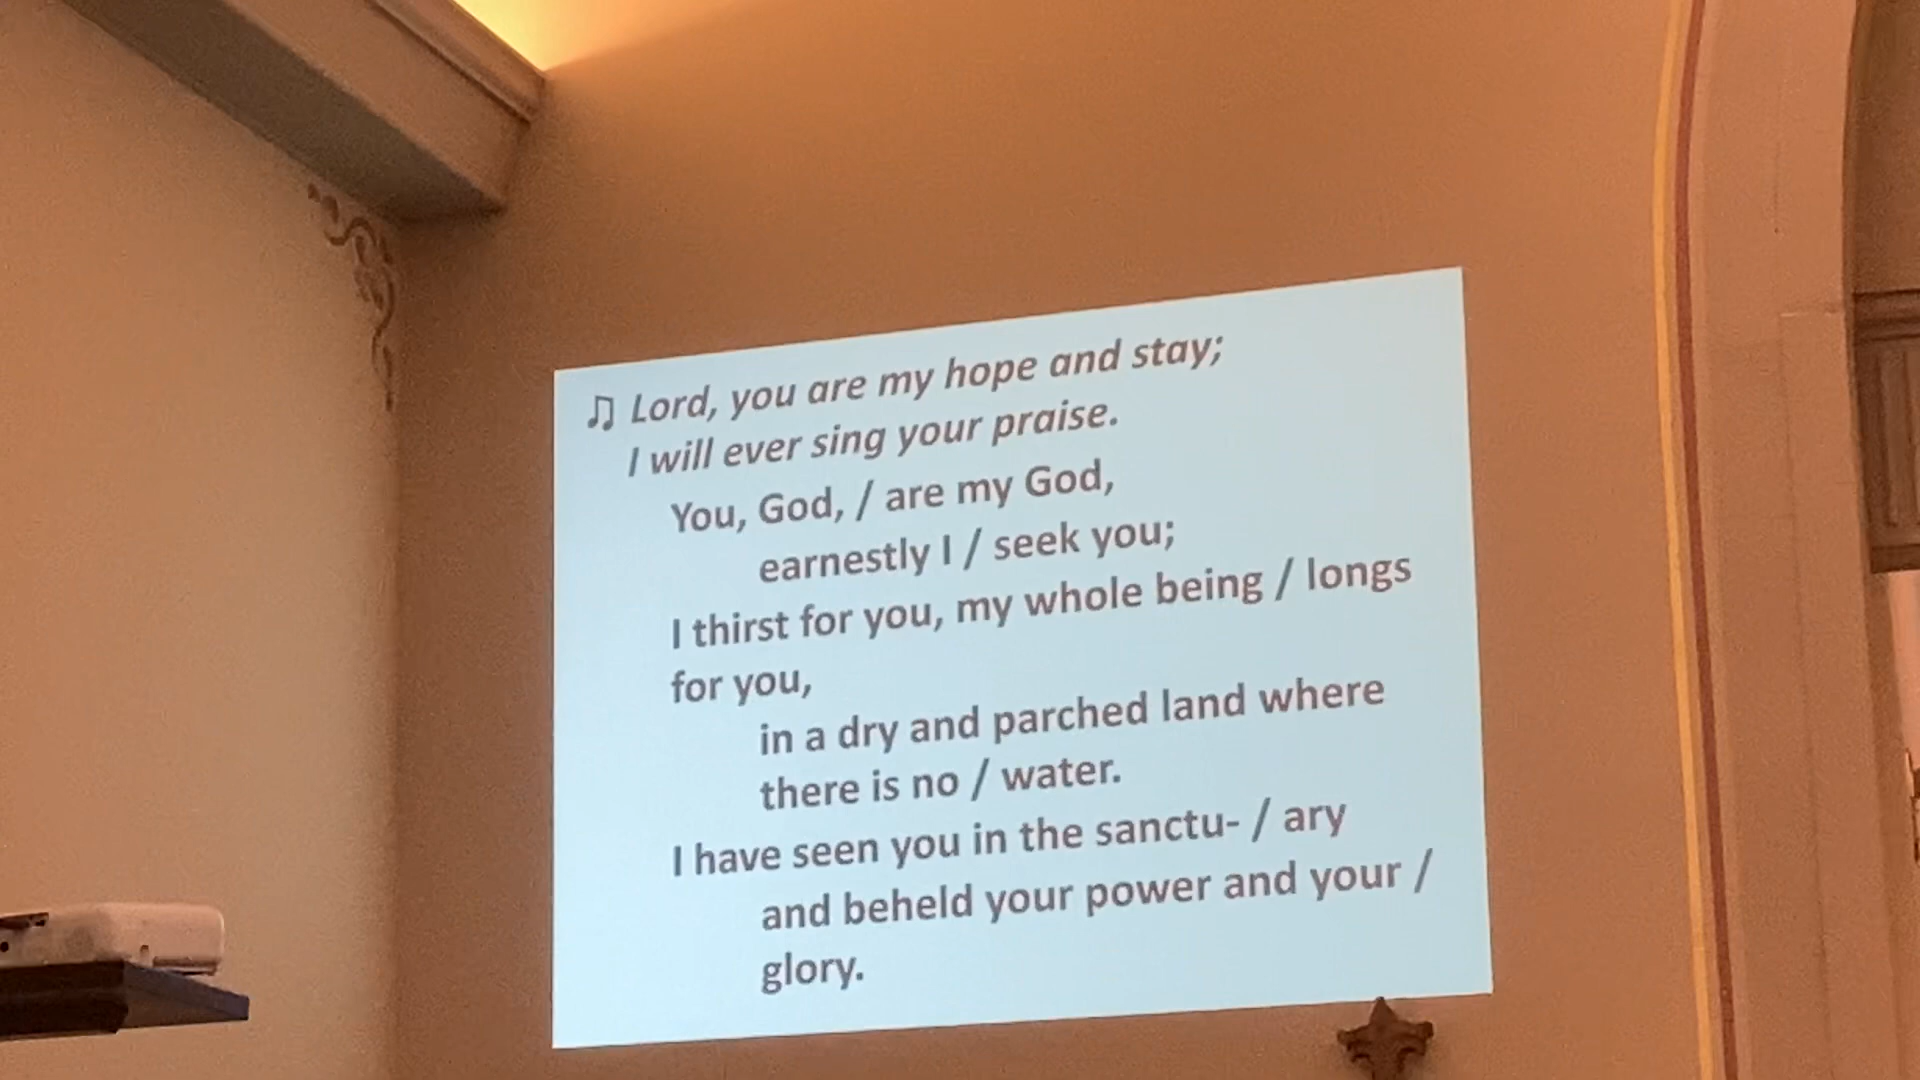 ♫ Lord, you are my hope and stay;
I will ever sing your praise.
You, God, / are my God,
earnestly I / seek you;
I thirst for you, my whole being / longs
for you,
in a dry and parched land where
there is no / water.
I have seen you in the sanctu- / ary
and beheld your power and your /
glory.